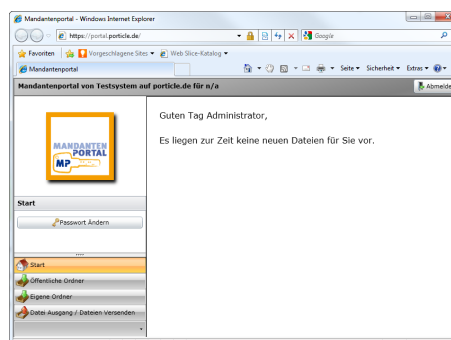 Mandantenportal - Windows Internet Explorer
https://portal.porticle.de/
Google
Favoriten
Vorgeschlagene Sites
Web Slice-Katalog
Mandantenportal
Seite
Sicherheit
Extras
Mandantenportal von Testsystem auf porticle.de für n/a
Abmelde
Guten Tag Administrator,
Es liegen zur Zeit keine neuen Dateien für Sie vor.
MANDANTEN
PORTAL
MP
Start
Passwort Ändern
Start
Öffentliche Ordner
Eigene Ordner
Datei Ausgang / Dateien Versenden